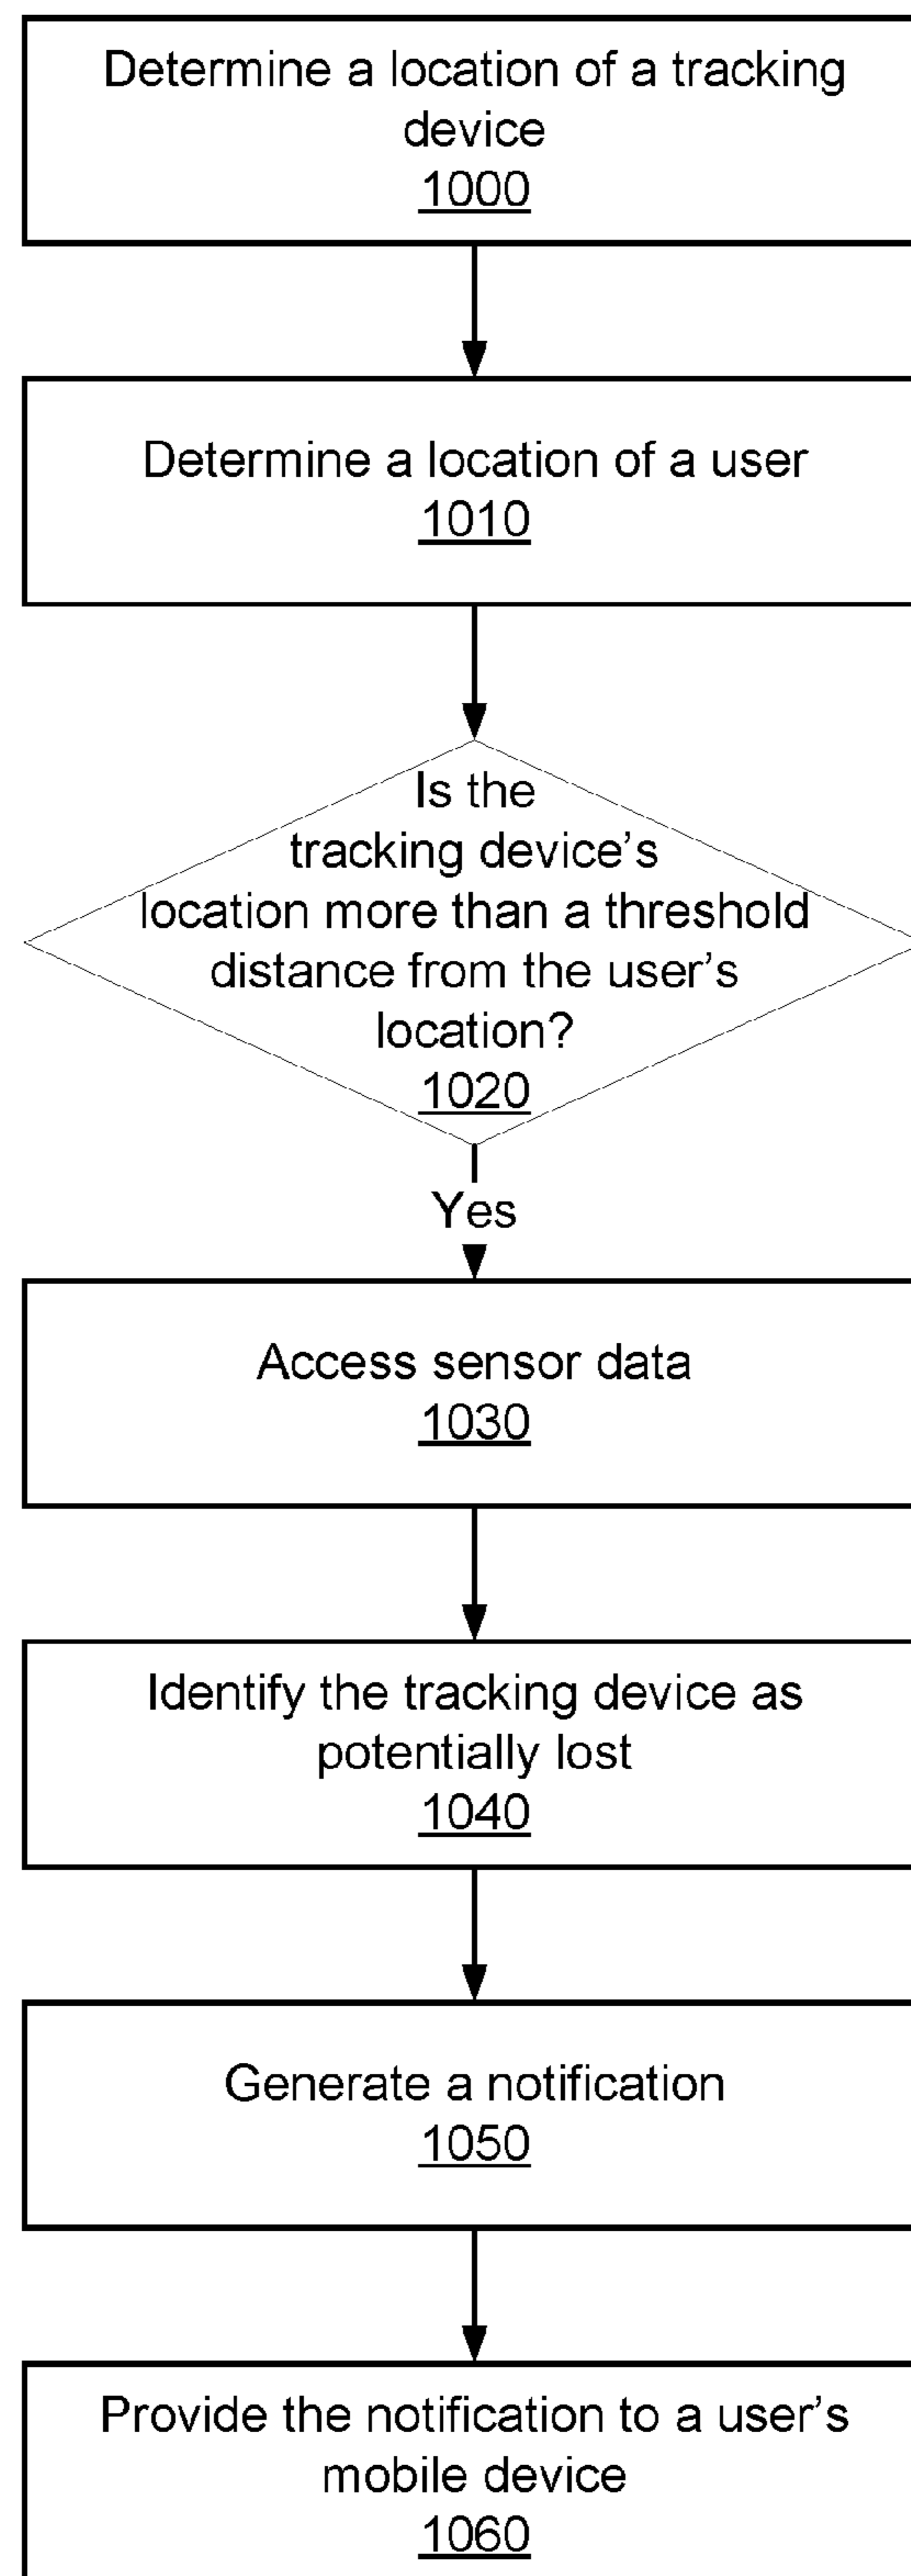 Determine a location of a tracking
device
1000
Determine a location of a user
1010
Is the
tracking device's
location more than a threshold
distance from the user's
location?
1020
Yes
Access sensor data
1030
Identify the tracking device as
potentially lost
1040
Generate a notification
1050
Provide the notification to a user's
mobile device
1060